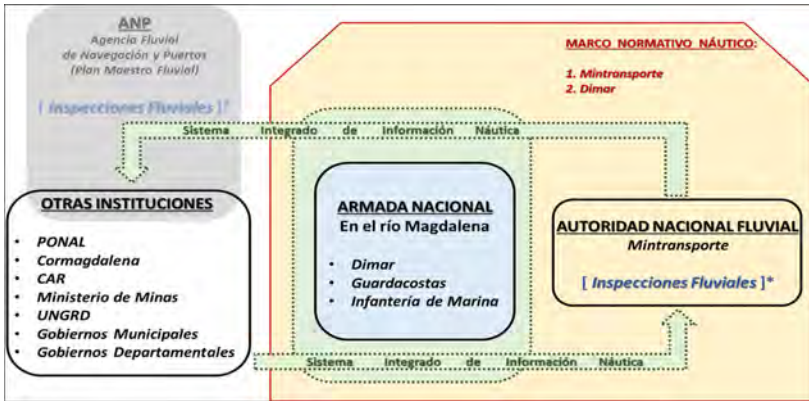 ANP
Agencia Fluvial
de Navegación y Puertos
(Plan Maestro Fluvial)
[ Inspecciones Fluviales ]*
MARCO NORMATIVO NÁUTICO:
1. Mintransporte
2. Dimar
Sistema Integrado de Información Náutica
OTRAS INSTITUCIONES
• PONAL
• Cormagdalena
• CAR
• Ministerio de Minas
• UNGRD
• Gobiernos Municipales
• Gobiernos Departamentales
ARMADA NACIONAL
En el río Magdalena
• Dimar
• Guardacostas
• Infantería de Marina
AUTORIDAD NACIONAL FLUVIAL
Mintransporte
[ Inspecciones Fluviales ]*
Sistema Integrado de Información Náutica